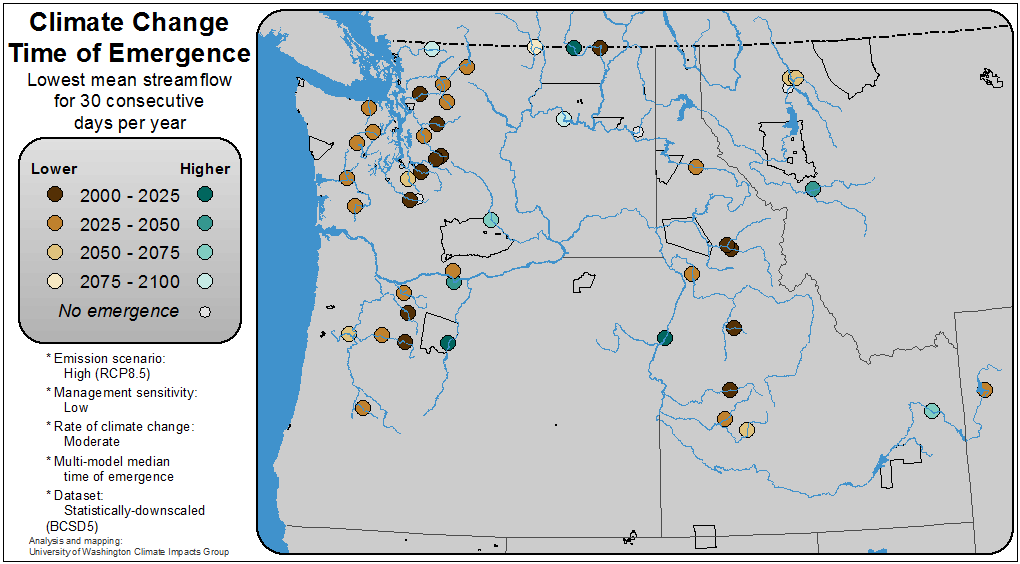 Climate Change
Time of Emergence
Lowest mean streamflow
for 30 consecutive
days per year
Lower Higher
2000 - 2025
2025 - 2050
2050 - 2075
2075 - 2100
No emergence
* Emission scenario:
High (RCP8.5)
* Management sensitivity:
Low
* Rate of climate change:
Moderate
* Multi-model median
time of emergence
* Dataset:
Statistically-downscaled
(BCSD5)
Analysis and mapping:
University of Washington Climate Impacts Group